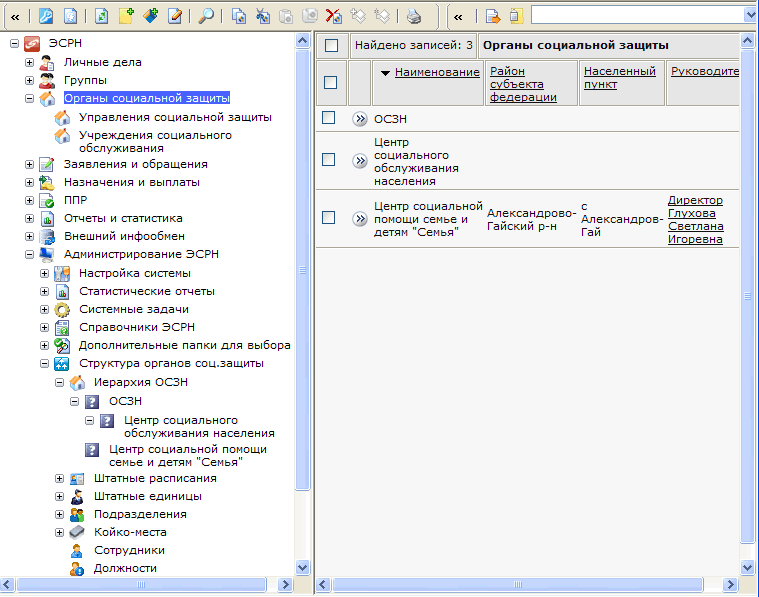 ЭСРН
Личные дела
Группы
Органы социальной защиты
Управления социальной защиты
Учреждения социального
обслуживания
Заявления и обращения
Назначения и выплаты
ППР
Отчеты и статистика
Внешний инфообмен
Администрирование ЭСРН
Настройка системы
Статистические отчеты
Системные задачи
Справочники ЭСРН
Дополнительные папки для выбора
Структура органов соц.защиты
Иерархия ОСЗН
ОСЗН
Центр социального
обслуживания населения
Центр социальной помощи
семье и детям "Семья"
Штатные расписания
Штатные единицы
Подразделения
Койко-места
Сотрудники
Должности
Найдено записей: 3 Органы социальной защиты
Наименование
Район
субъекта
федерации
Населенный
пункт
Руководите
ОСЗН
Центр
социального
обслуживания
населения
Центр социальной
помощи семье и
детям "Семья"
Александрово-
Гайский р-н
с
Александров-
Гай
Директор
Глухова
Светлана
Игоревна